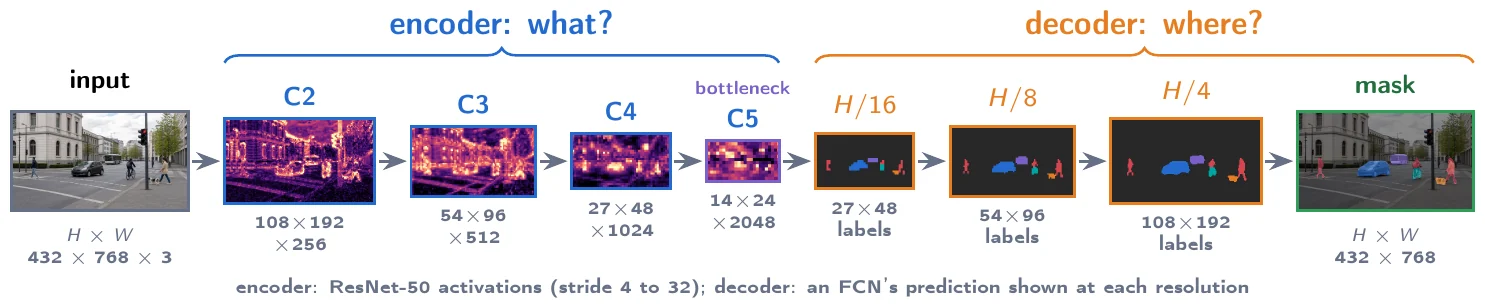 encoder: what?
decoder: where?
input
C2
C3
C4
bottleneck
C5
H/16
H/8
H/4
mask
H × W
432 × 768 × 3
108×192
×256
54×96
×512
27×48
×1024
14×24
×2048
27×48
labels
54×96
labels
108×192
labels
H × W
432 × 768
encoder: ResNet-50 activations (stride 4 to 32); decoder: an FCN's prediction shown at each resolution